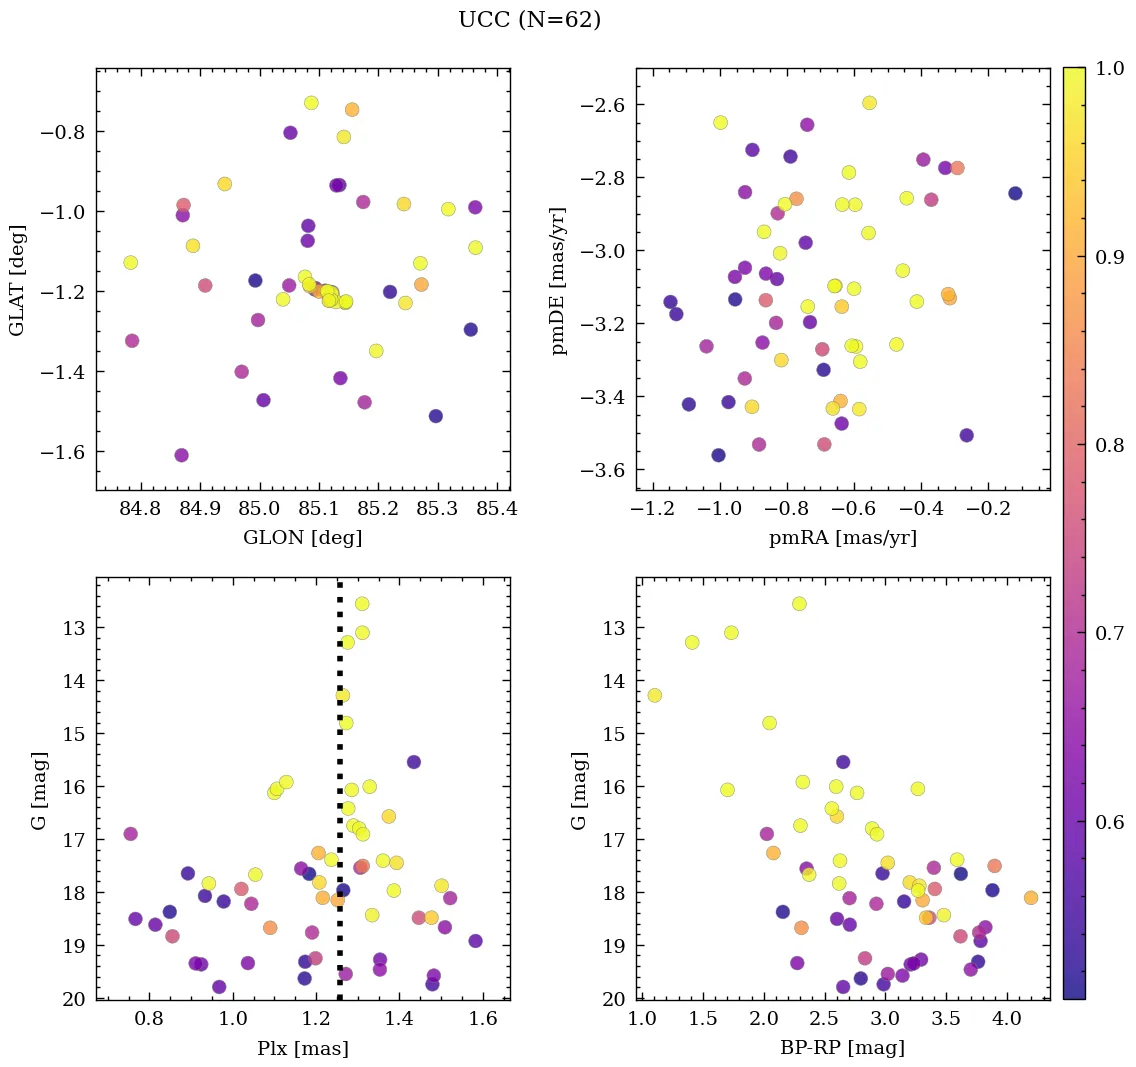 UCC (N=62)
−0.8
−1.0
−1.2
−1.4
−1.6
GLAT [deg]
84.8 84.9 85.0 85.1 85.2 85.3 85.4
GLON [deg]
−2.6
−2.8
−3.0
−3.2
−3.4
−3.6
pmDE [mas/yr]
−1.2 −1.0 −0.8 −0.6 −0.4 −0.2
pmRA [mas/yr]
13
14
15
16
17
18
19
20
G [mag]
0.8 1.0 1.2 1.4 1.6
Plx [mas]
13
14
15
16
17
18
19
20
G [mag]
1.0 1.5 2.0 2.5 3.0 3.5 4.0
BP-RP [mag]
1.0
0.9
0.8
0.7
0.6